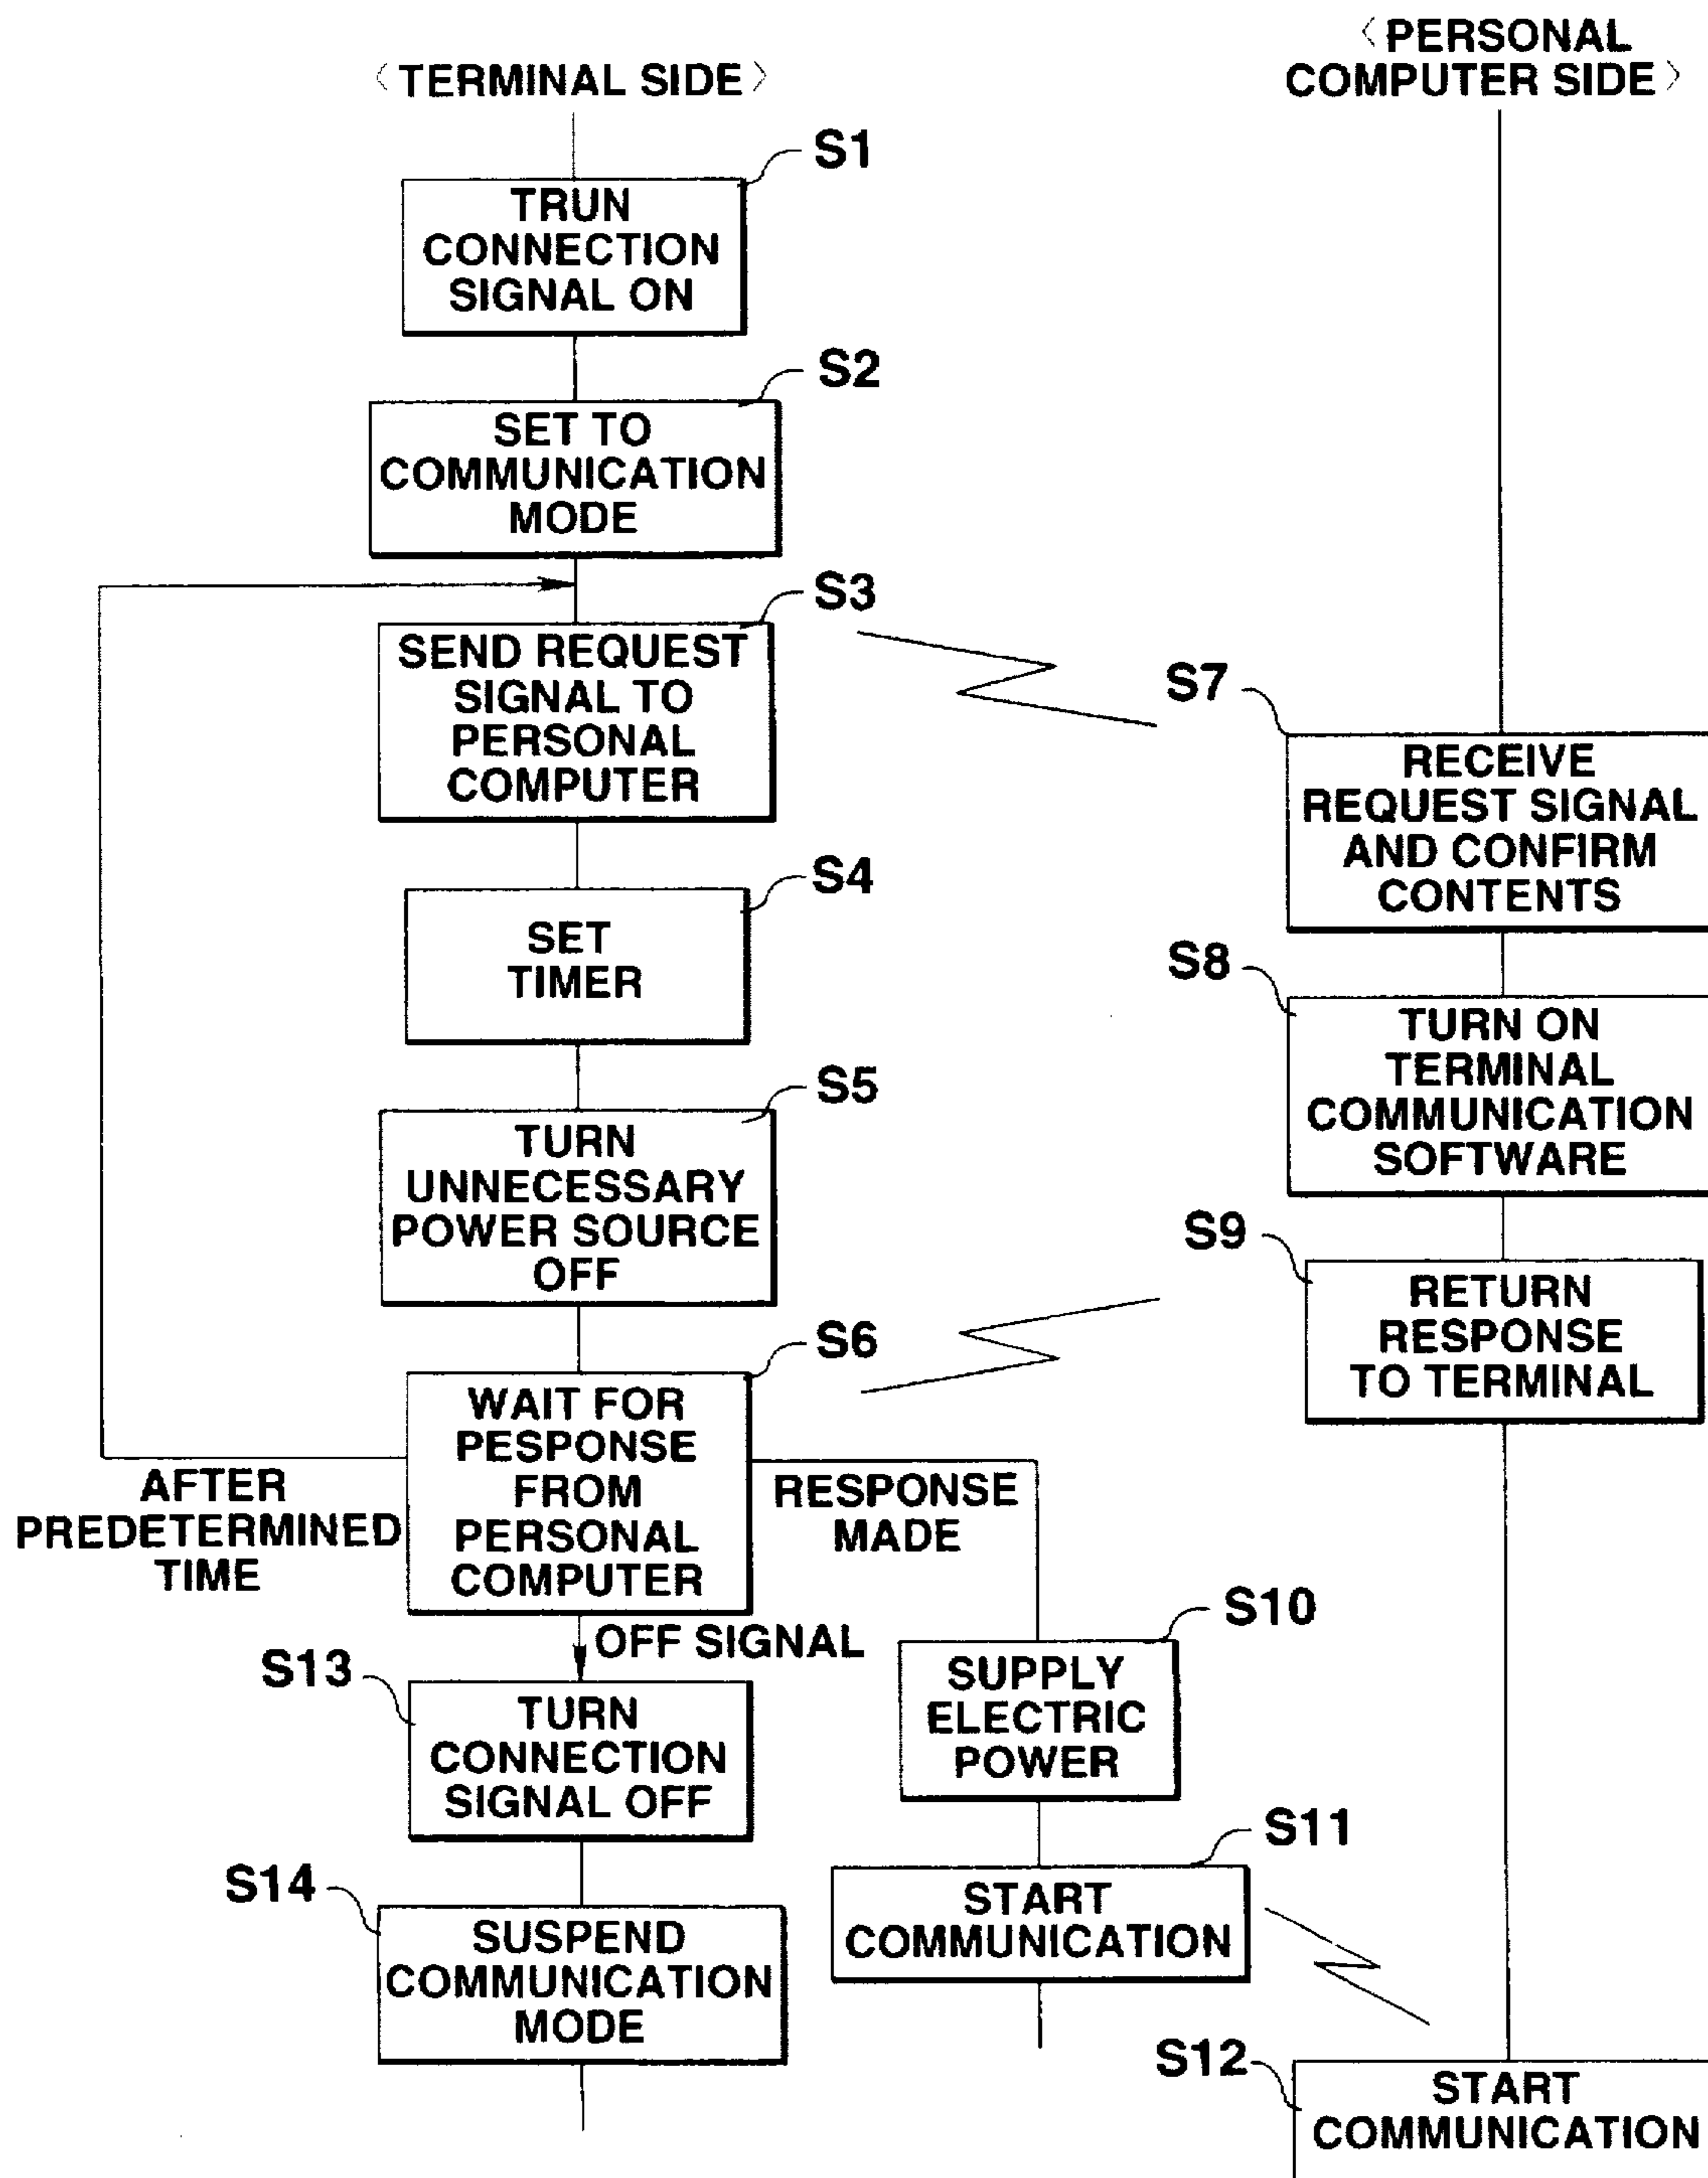 〈TERMINAL SIDE〉
S1
TRUN
CONNECTION
SIGNAL ON
S2
SET TO
COMMUNICATION
MODE
S3
SEND REQUEST
SIGNAL TO
PERSONAL
COMPUTER
S4
SET
TIMER
S5
TURN
UNNECESSARY
POWER SOURCE
OFF
S6
WAIT FOR
PESPONSE
FROM
PERSONAL
COMPUTER
AFTER
PREDETERMINED
TIME
RESPONSE
MADE
OFF SIGNAL
S13
TURN
CONNECTION
SIGNAL OFF
S14
SUSPEND
COMMUNICATION
MODE
S10
SUPPLY
ELECTRIC
POWER
S11
START
COMMUNICATION
〈PERSONAL
COMPUTER SIDE〉
S7
RECEIVE
REQUEST SIGNAL
AND CONFIRM
CONTENTS
S8
TURN ON
TERMINAL
COMMUNICATION
SOFTWARE
S9
RETURN
RESPONSE
TO TERMINAL
S12
START
COMMUNICATION